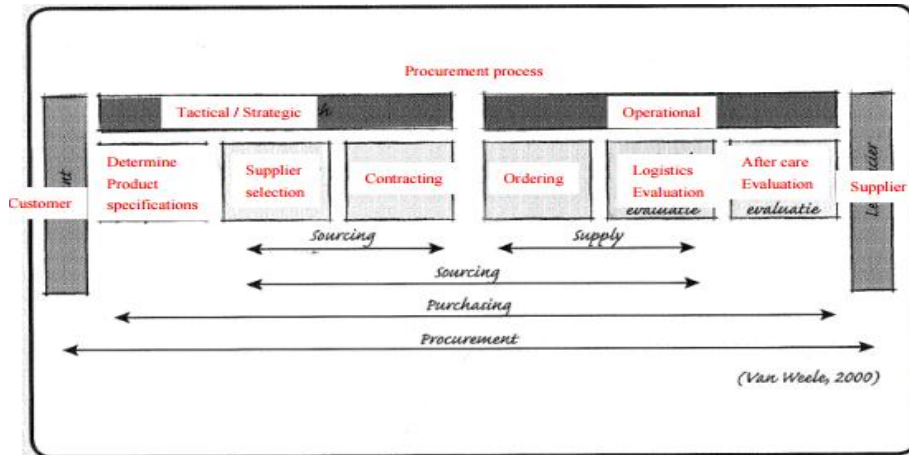 Procurement process
Tactical / Strategic
Operational
Customer
Determine
Product
specifications
Supplier
selection
Contracting
Ordering
Logistics
Evaluation
evaluatie
After care
Evaluation
evaluatie
Supplier
Sourcing
Supply
Sourcing
Purchasing
Procurement
(Van Weele, 2000)